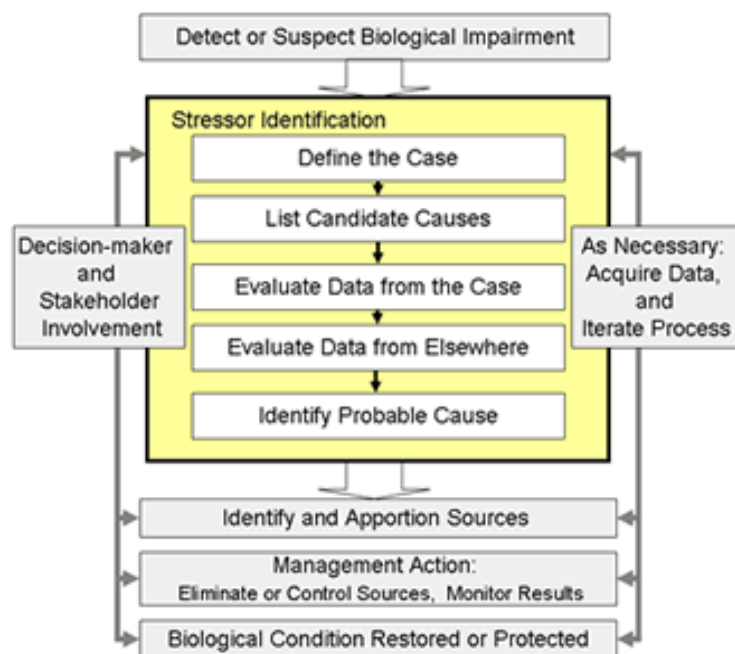 Detect or Suspect Biological Impairment
Stressor Identification
Define the Case
List Candidate Causes
Evaluate Data from the Case
Evaluate Data from Elsewhere
Identify Probable Cause
Decision-maker
and
Stakeholder
Involvement
As Necessary:
Acquire Data,
and
Iterate Process
Identify and Apportion Sources
Management Action:
Eliminate or Control Sources, Monitor Results
Biological Condition Restored or Protected